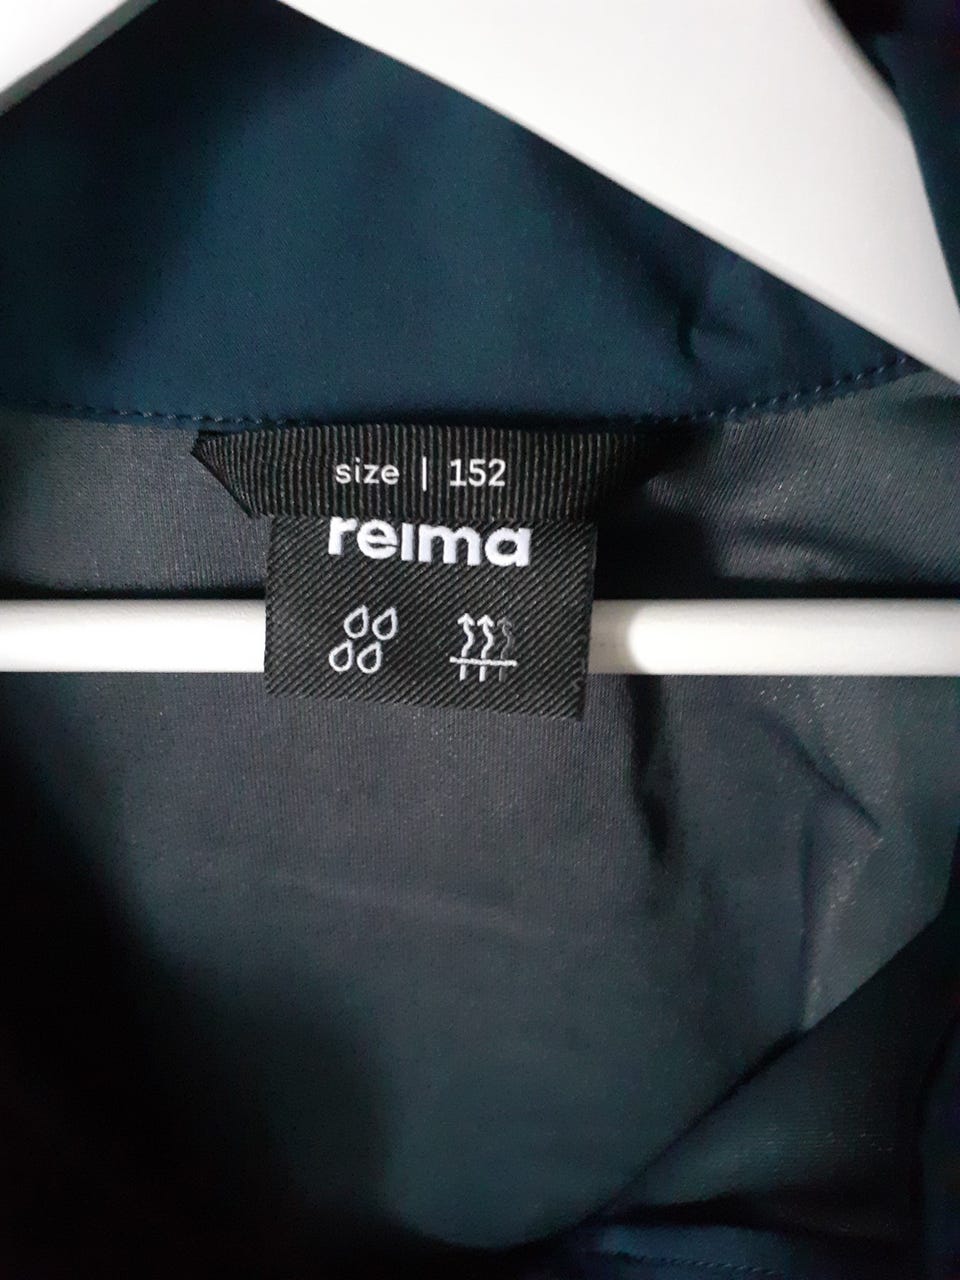 size | 152
reima